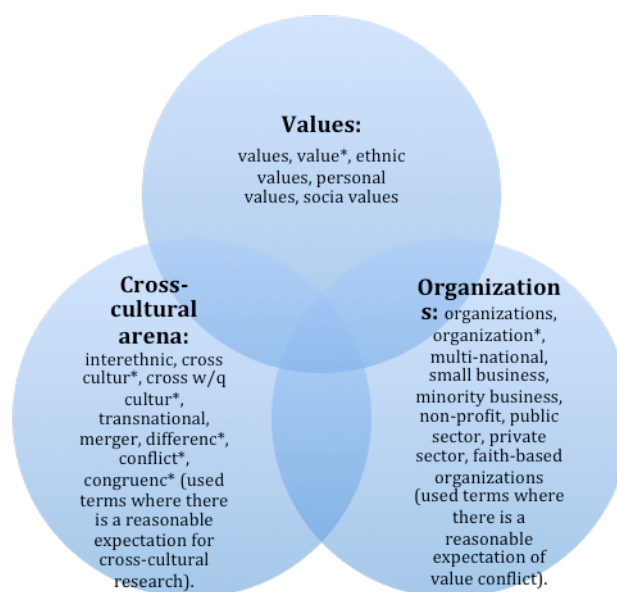 Values:
values, value*, ethnic
values, personal
values, socia values
Cross-
cultural
arena:
interethnic, cross
cultur*, cross w/q
cultur*,
transnational,
merger, differenc*,
conflict*,
congruenc* (used
terms where there
is a reasonable
expectation for
cross-cultural
research).
Organization
s: organizations,
organization*,
multi-national,
small business,
minority business,
non-profit, public
sector, private
sector, faith-based
organizations
(used terms where
there is a
reasonable
expectation of
value conflict).